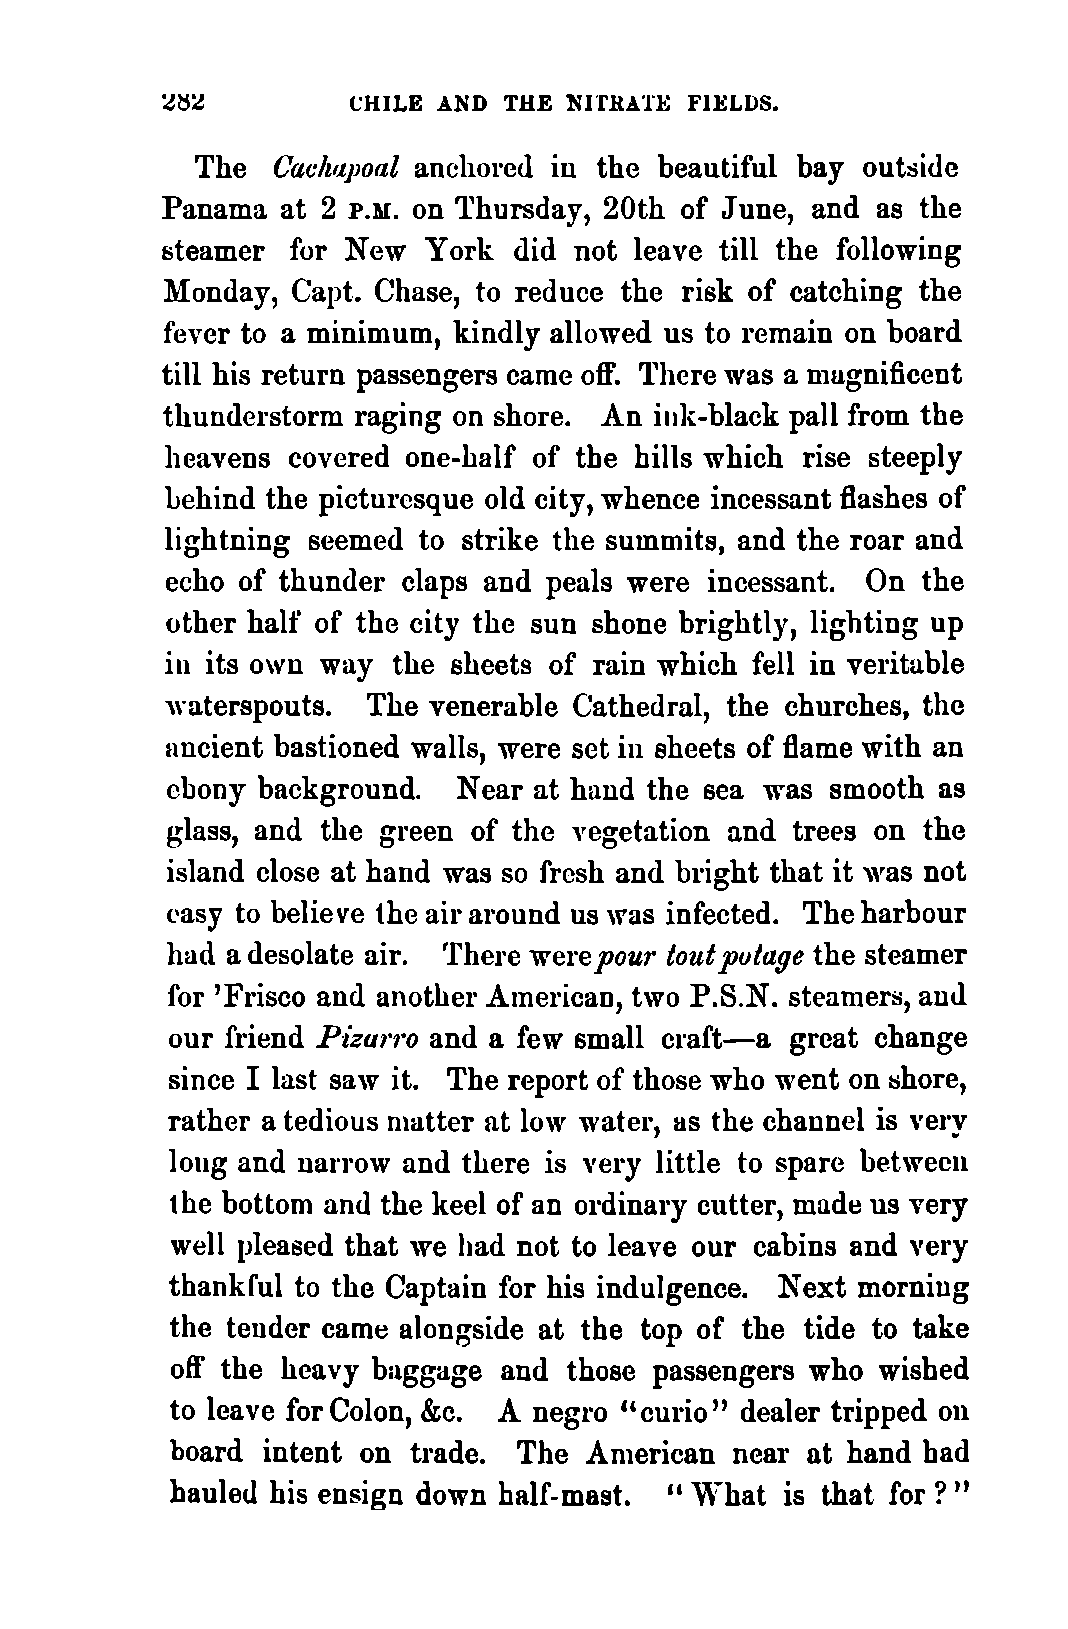 282 CHILE AND THE NITRATE FIELDS.
The Cachapoal anchored in the beautiful bay outside
Panama at 2 P.M. on Thursday, 20th of June, and as the
steamer for New York did not leave till the following
Monday, Capt. Chase, to reduce the risk of catching the
fever to a minimum, kindly allowed us to remain on board
till his return passengers came off. There was a magnificent
thunderstorm raging on shore. An ink-black pall from the
heavens covered one-half of the hills which rise steeply
behind the picturesque old city, whence incessant flashes of
lightning seemed to strike the summits, and the roar and
echo of thunder claps and peals were incessant. On the
other half of the city the sun shone brightly, lighting up
in its own way the sheets of rain which fell in veritable
waterspouts. The venerable Cathedral, the churches, the
ancient bastioned walls, were set in sheets of flame with an
ebony background. Near at hand the sea was smooth as
glass, and the green of the vegetation and trees on the
island close at hand was so fresh and bright that it was not
easy to believe the air around us was infected. The harbour
had a desolate air. There were pour tout potage the steamer
for 'Frisco and another American, two P.S.N. steamers, and
our friend Pizarro and a few small craft—a great change
since I last saw it. The report of those who went on shore,
rather a tedious matter at low water, as the channel is very
long and narrow and there is very little to spare between
the bottom and the keel of an ordinary cutter, made us very
well pleased that we had not to leave our cabins and very
thankful to the Captain for his indulgence. Next morning
the tender came alongside at the top of the tide to take
off the heavy baggage and those passengers who wished
to leave for Colon, &c. A negro "curio" dealer tripped on
board intent on trade. The American near at hand had
hauled his ensign down half-mast. "What is that for?"